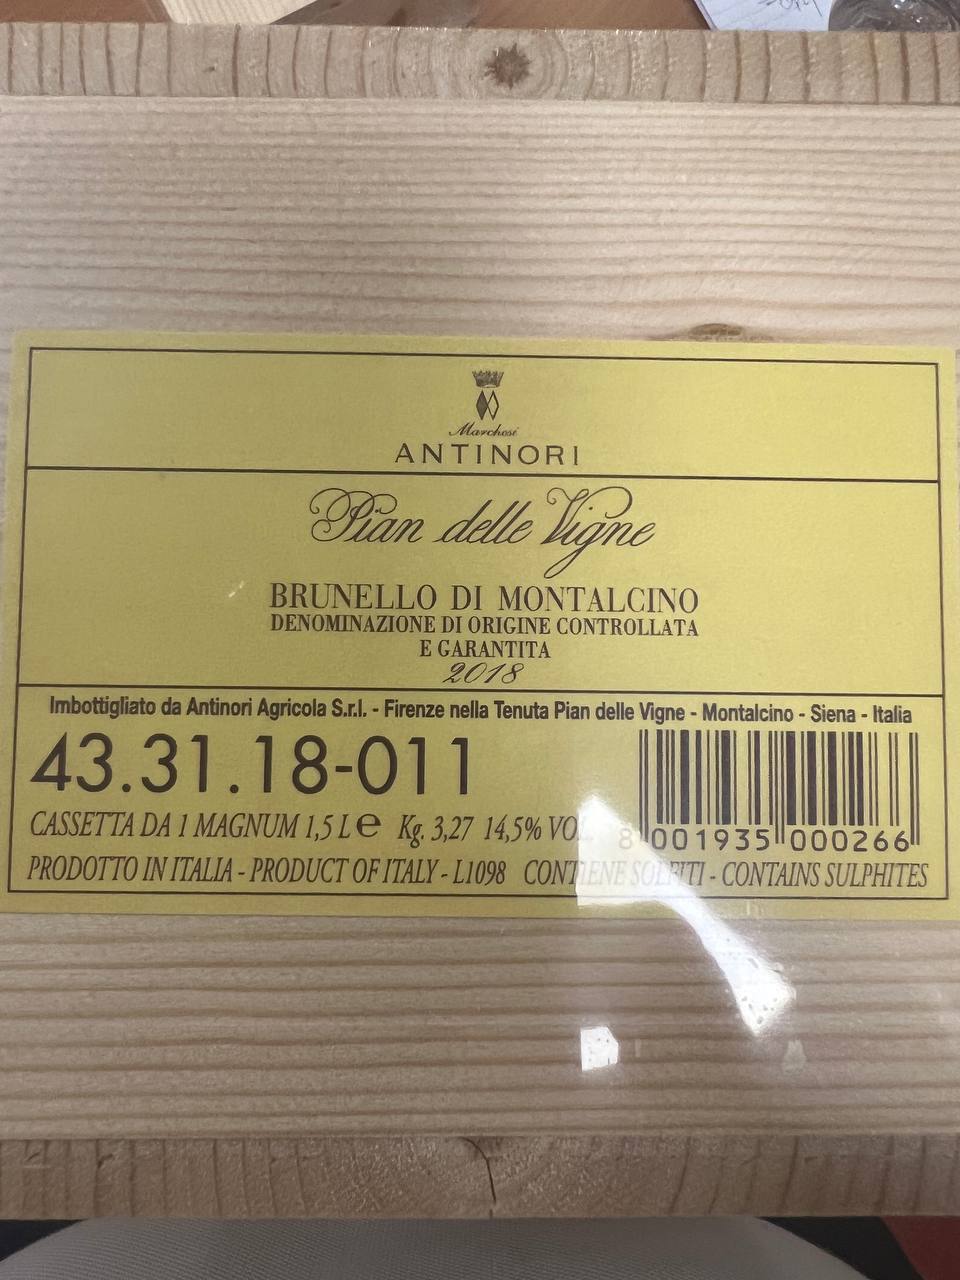 Marchesi
ANTINORI
Pian delle Vigne
BRUNELLO DI MONTALCINO
DENOMINAZIONE DI ORIGINE CONTROLLATA
E GARANTITA
2018
Imbottigliato da Antinori Agricola S.r.l. - Firenze nella Tenuta Pian delle Vigne - Montalcino - Siena - Italia
43.31.18-011
CASSETTA DA 1 MAGNUM 1,5 L e Kg. 3,27 14,5% VOL
8 001935 000266
PRODOTTO IN ITALIA - PRODUCT OF ITALY - L1098 CONTIENE SOLFITI - CONTAINS SULPHITES